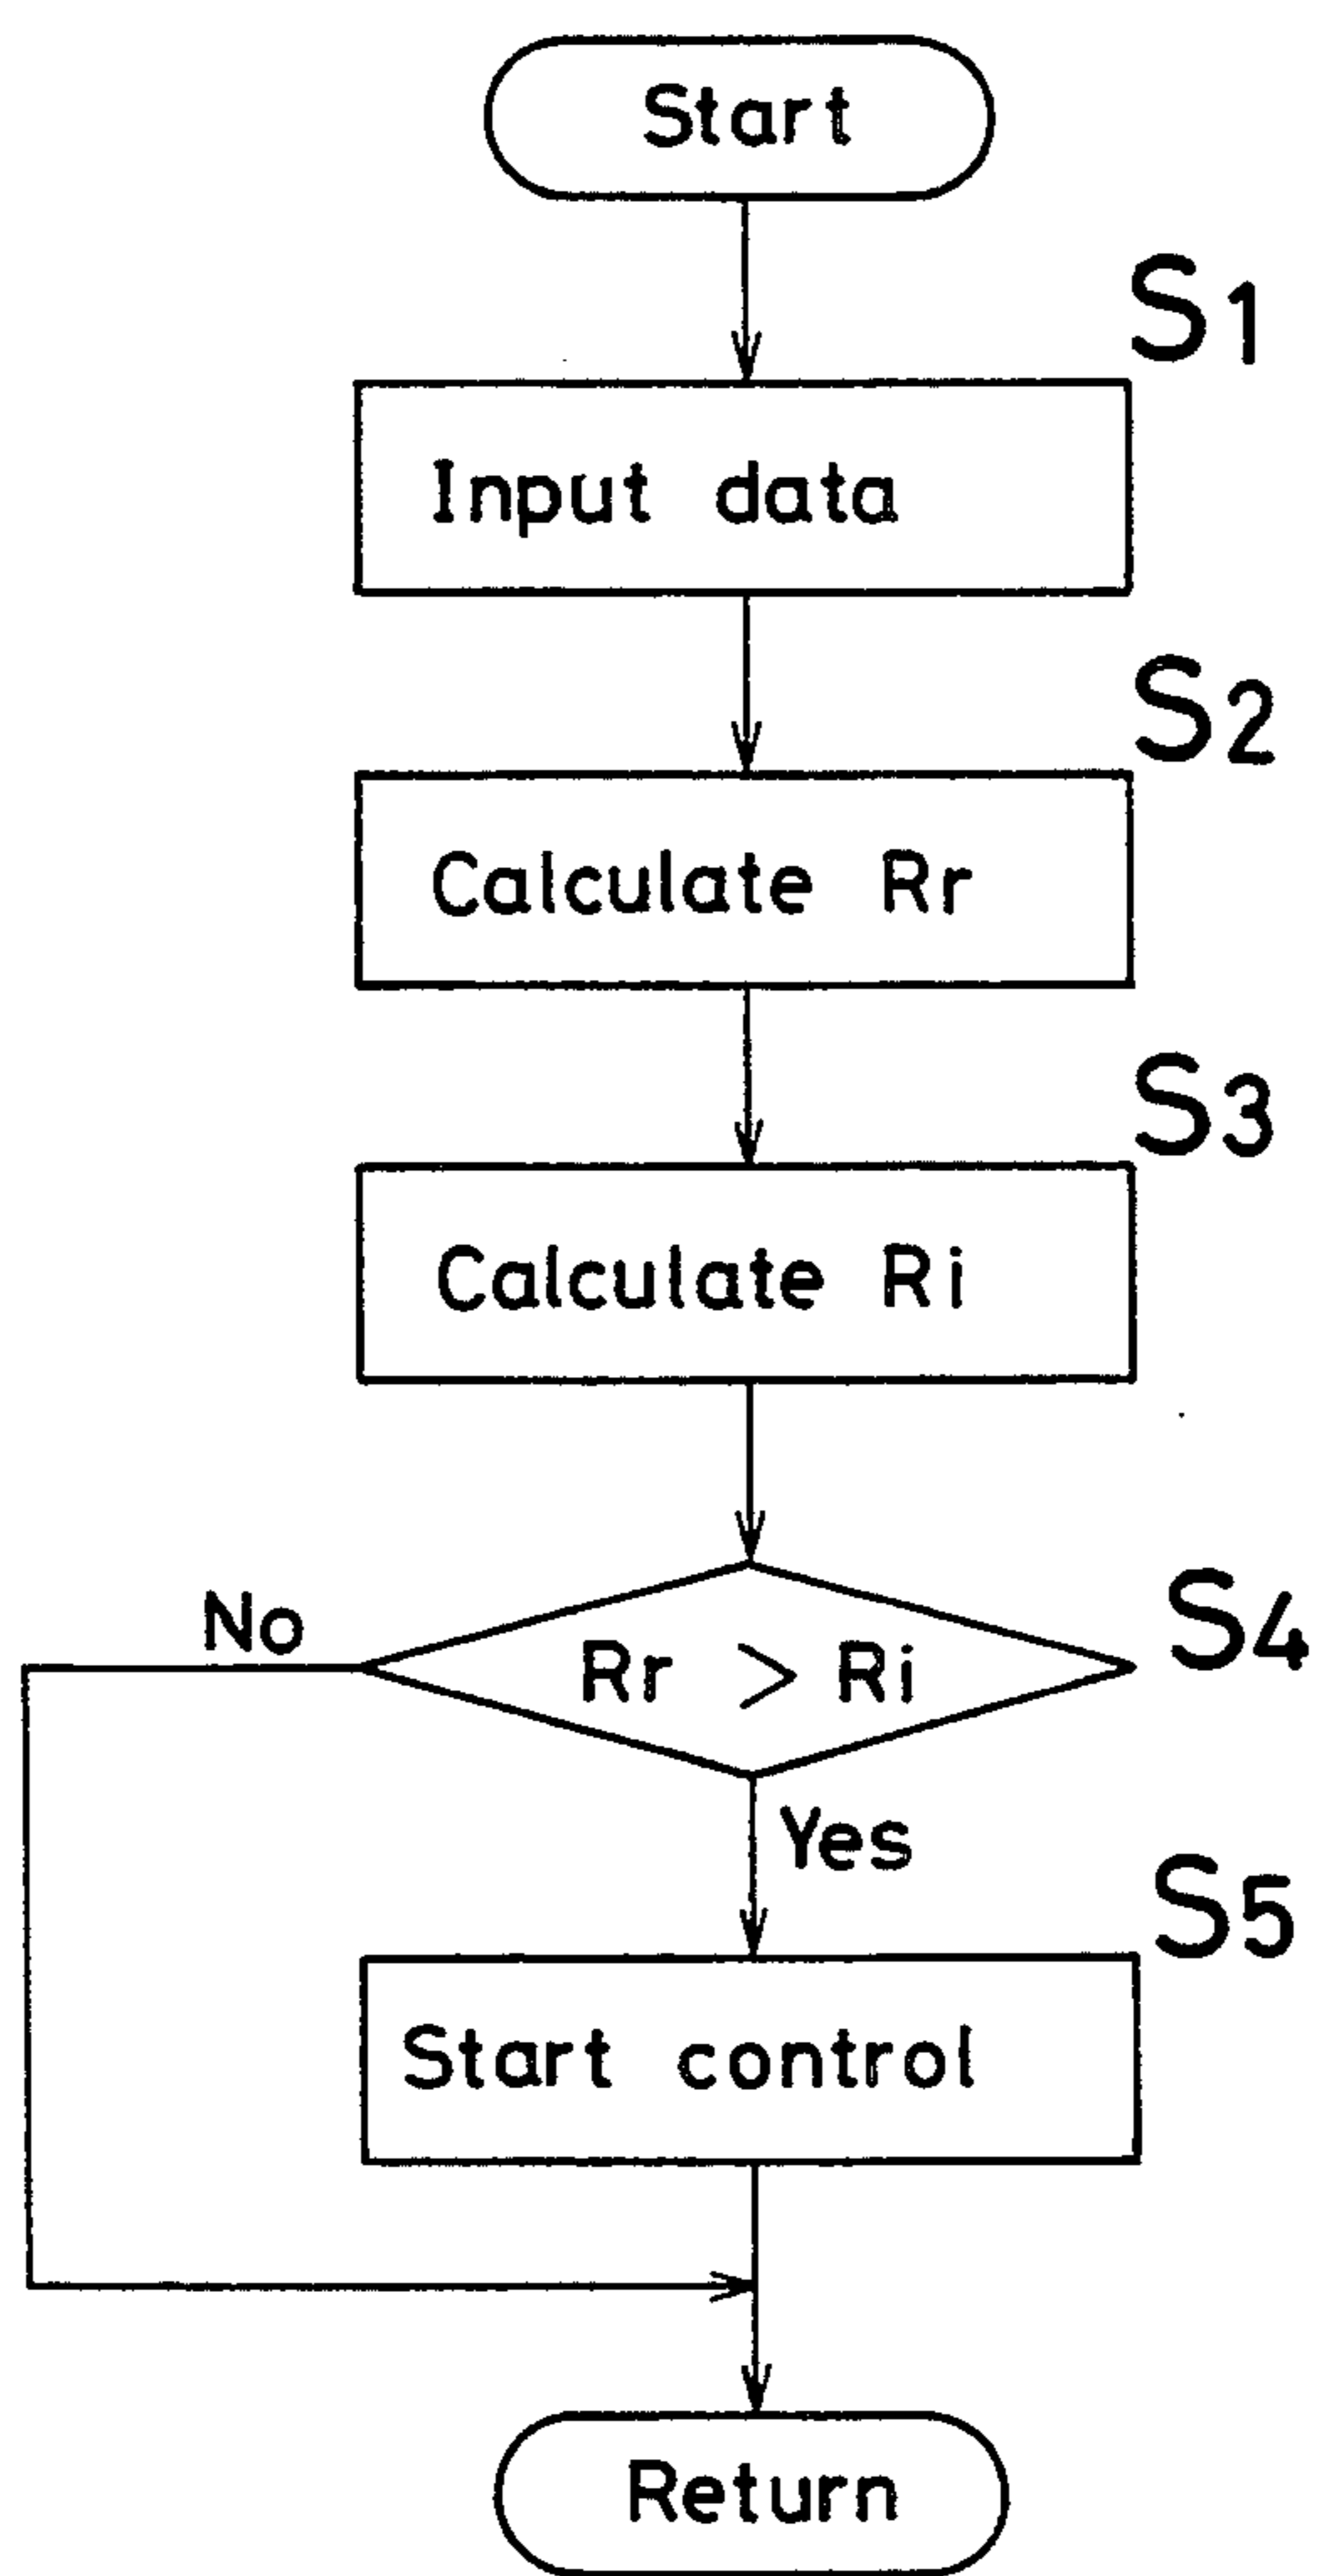 Start
S1
Input data
S2
Calculate Rr
S3
Calculate Ri
S4
No
Rr > Ri
Yes
S5
Start control
Return